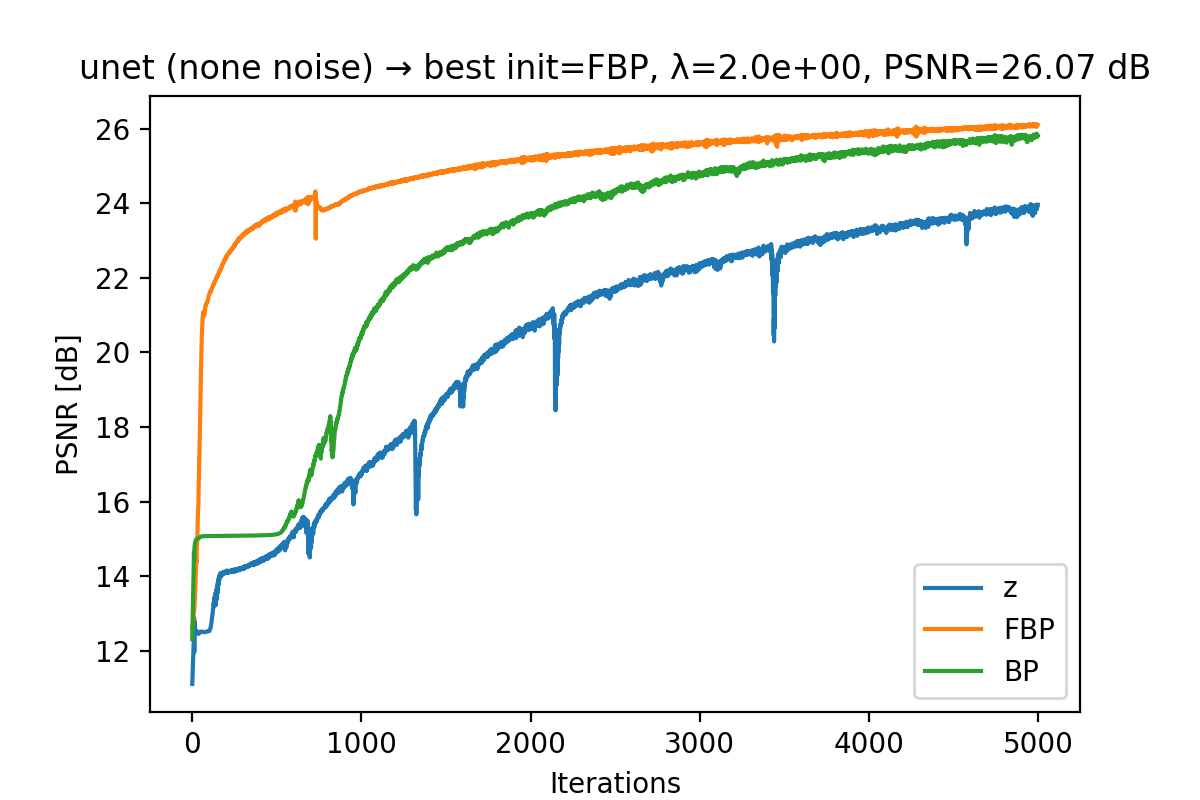 unet (none noise) → best init=FBP, λ=2.0e+00, PSNR=26.07 dB
26
24
22
20
18
16
14
12
PSNR [dB]
0 1000 2000 3000 4000 5000
Iterations
z
FBP
BP